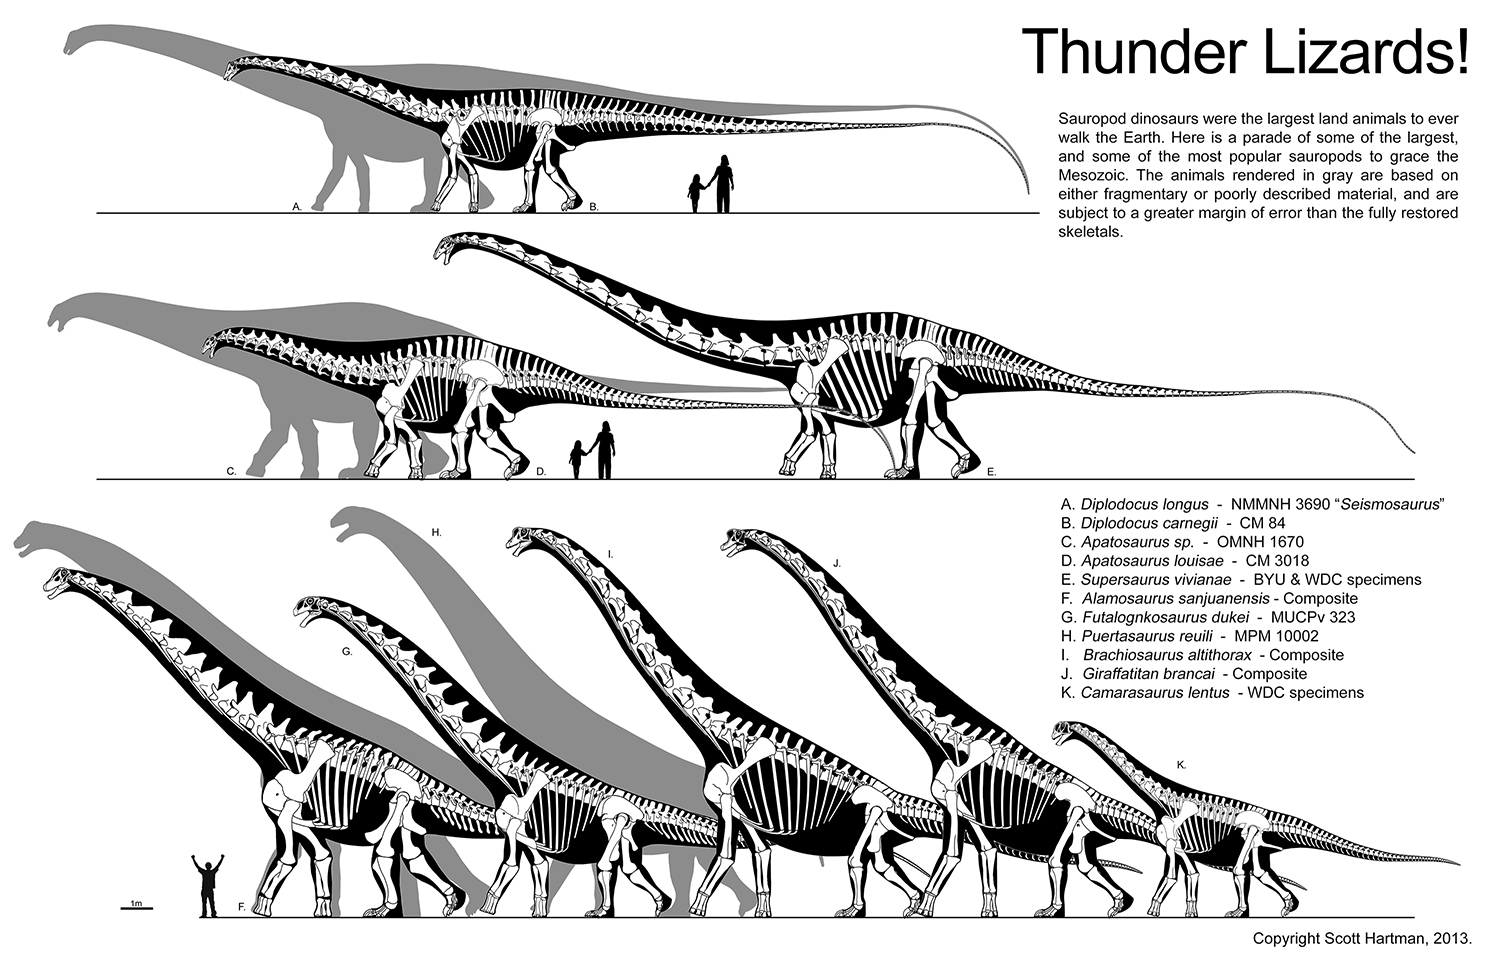 Thunder Lizards!
Sauropod dinosaurs were the largest land animals to ever
walk the Earth. Here is a parade of some of the largest,
and some of the most popular sauropods to grace the
Mesozoic. The animals rendered in gray are based on
either fragmentary or poorly described material, and are
subject to a greater margin of error than the fully restored
skeletals.
A.
B.
C.
D.
E.
A. Diplodocus longus - NMMNH 3690 “Seismosaurus”
B. Diplodocus carnegii - CM 84
C. Apatosaurus sp. - OMNH 1670
D. Apatosaurus louisae - CM 3018
E. Supersaurus vivianae - BYU & WDC specimens
F. Alamosaurus sanjuanensis - Composite
G. Futalognkosaurus dukei - MUCPv 323
H. Puertasaurus reuili - MPM 10002
I. Brachiosaurus altithorax - Composite
J. Giraffatitan brancai - Composite
K. Camarasaurus lentus - WDC specimens
H.
I.
J.
G.
K.
1m
F.
Copyright Scott Hartman, 2013.